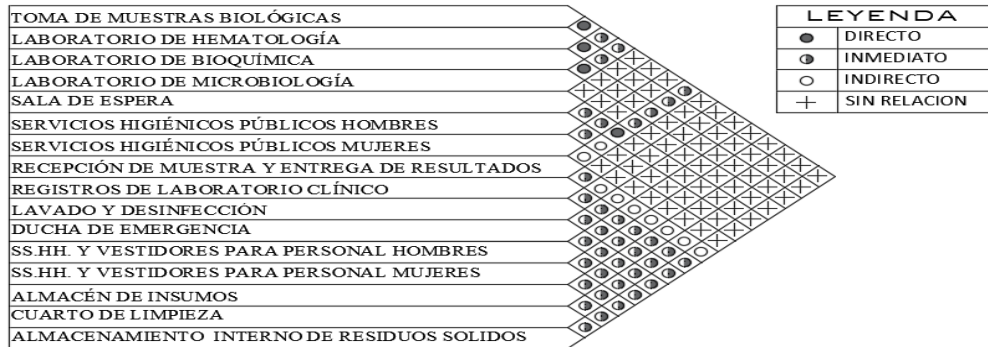 TOMA DE MUESTRAS BIOLÓGICAS
LABORATORIO DE HEMATOLOGÍA
LABORATORIO DE BIOQUÍMICA
LABORATORIO DE MICROBIOLOGÍA
SALA DE ESPERA
SERVICIOS HIGIÉNICOS PÚBLICOS HOMBRES
SERVICIOS HIGIÉNICOS PÚBLICOS MUJERES
RECEPCIÓN DE MUESTRA Y ENTREGA DE RESULTADOS
REGISTROS DE LABORATORIO CLÍNICO
LAVADO Y DESINFECCIÓN
DUCHA DE EMERGENCIA
SS.HH. Y VESTIDORES PARA PERSONAL HOMBRES
SS.HH. Y VESTIDORES PARA PERSONAL MUJERES
ALMACÉN DE INSUMOS
CUARTO DE LIMPIEZA
ALMACENAMIENTO INTERNO DE RESIDUOS SOLIDOS
LEYENDA
DIRECTO
INMEDIATO
INDIRECTO
SIN RELACION